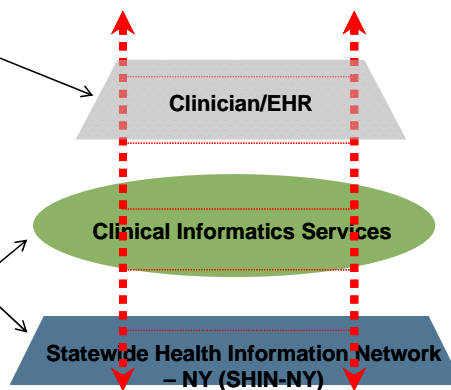 Clinician/EHR
Clinical Informatics Services
Statewide Health Information Network
– NY (SHIN-NY)